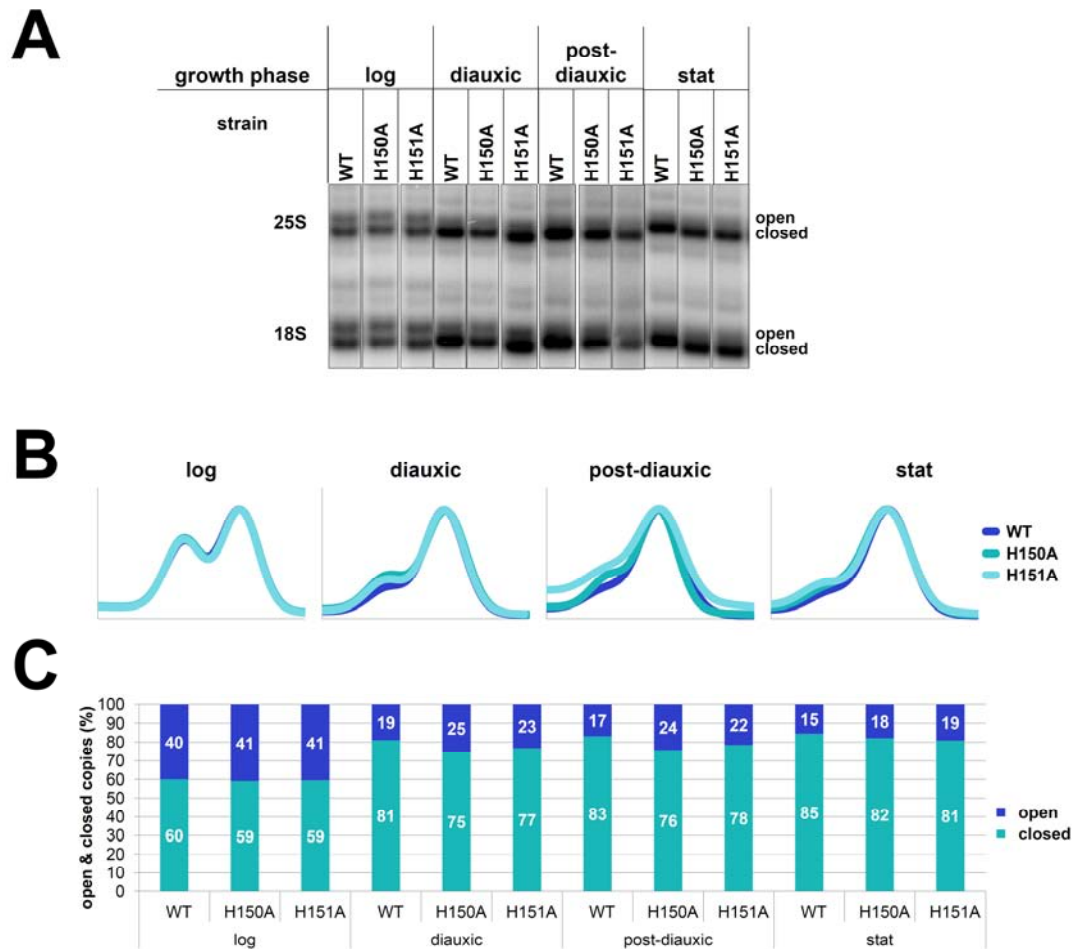 A
growth phase log diauxic post-diauxic stat
strain WT H150A H151A WT H150A H151A WT H150A H151A WT H150A H151A
25S open
closed
18S open
closed
B
log diauxic post-diauxic stat
WT
H150A
H151A
C
open & closed copies (%)
100
90
80
70
60
50
40
30
20
10
0
40 41 41 19 25 23 17 24 22 15 18 19
60 59 59 81 75 77 83 76 78 85 82 81
open
closed
WT H150A H151A WT H150A H151A WT H150A H151A WT H150A H151A
log diauxic post-diauxic stat